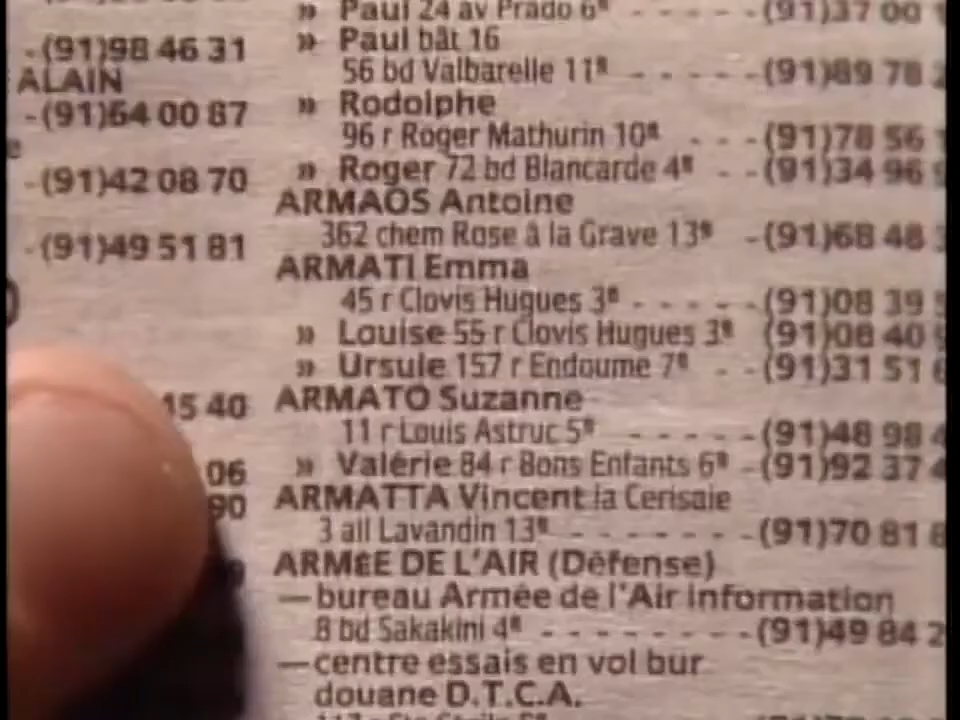 -(91)98 46 31
ALAIN
-(91)64 00 87
-(91)42 08 70
-(91)49 51 81
15 40
06
90
» Paul 24 av Prado 6e - - - - - - - -(91)37 00
» Paul bât 16
56 bd Valbarelle 11e - - - - - -(91)89 78
» Rodolphe
96 r Roger Mathurin 10e - - - -(91)78 56
» Roger 72 bd Blancarde 4e - - -(91)34 96
ARMAOS Antoine
362 chem Rose à la Grave 13e -(91)68 48
ARMATI Emma
45 r Clovis Hugues 3e - - - - - -(91)08 39
» Louise 55 r Clovis Hugues 3e (91)08 40
» Ursule 157 r Endoume 7e - -(91)31 51
ARMATO Suzanne
11 r Louis Astruc 5e - - - - - - -(91)48 98
» Valérie 84 r Bons Enfants 6e -(91)92 37
ARMATTA Vincent la Cerisaie
3 all Lavandin 13e - - - - - - - - -(91)70 81
ARMéE DE L'AIR (Défense)
—bureau Armée de l'Air information
8 bd Sakakini 4e - - - - - - - - -(91)49 84
—centre essais en vol bur
douane D.T.C.A.